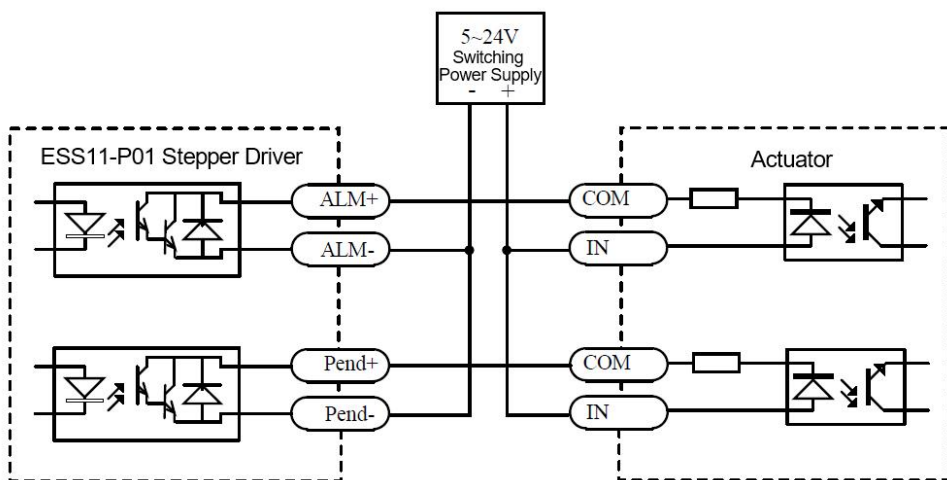 5~24V
Switching
Power Supply
- +
ESS11-P01 Stepper Driver
Actuator
ALM+
COM
ALM-
IN
Pend+
COM
Pend-
IN